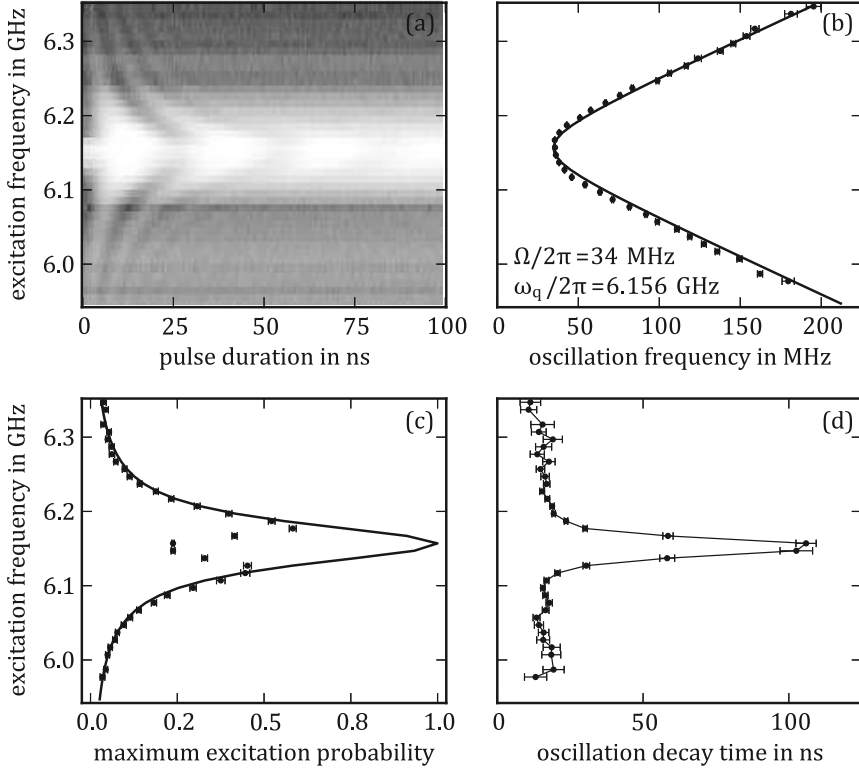 (a)
excitation frequency in GHz
6.3
6.2
6.1
6.0
0
25
50
75
100
pulse duration in ns
(b)
Ω/2π=34 MHz
ω_q/2π=6.156 GHz
0
50
100
150
200
oscillation frequency in MHz
(c)
excitation frequency in GHz
6.3
6.2
6.1
6.0
0.0
0.2
0.5
0.8
1.0
maximum excitation probability
(d)
0
50
100
oscillation decay time in ns